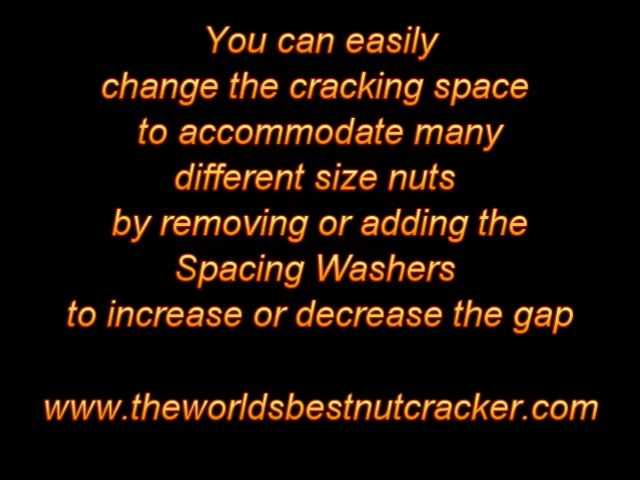 You can easily
change the cracking space
to accommodate many
different size nuts
by removing or adding the
Spacing Washers
to increase or decrease the gap
www.theworldsbestnutcracker.com